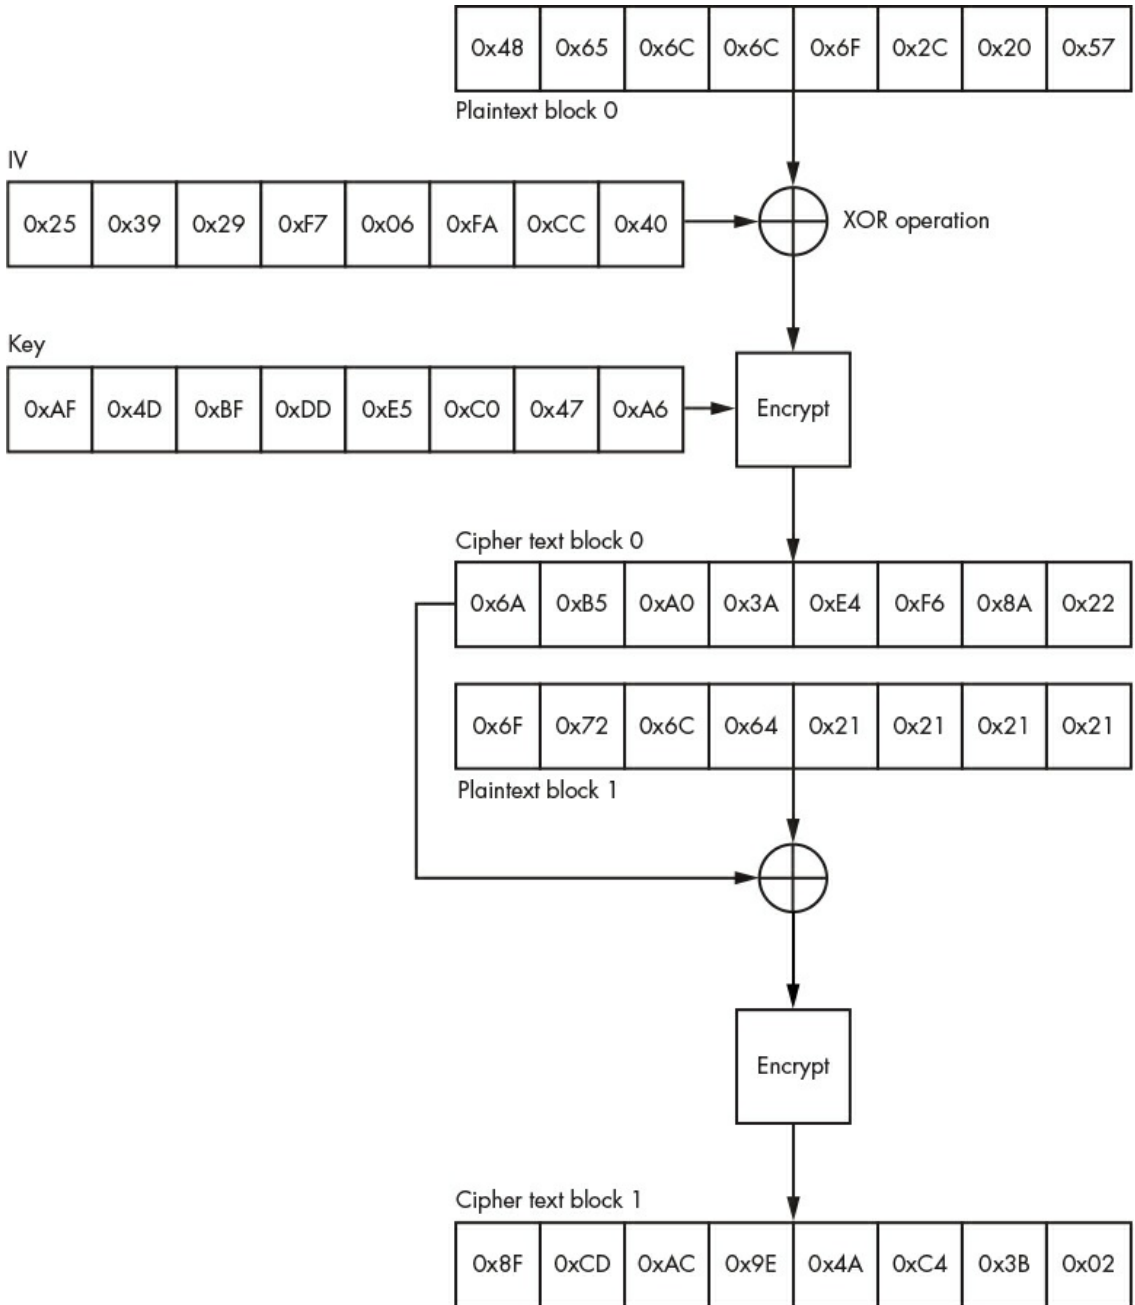 0x48 0x65 0x6C 0x6C 0x6F 0x2C 0x20 0x57
Plaintext block 0
IV
0x25 0x39 0x29 0xF7 0x06 0xFA 0xCC 0x40
XOR operation
Key
0xAF 0x4D 0xBF 0xDD 0xE5 0xC0 0x47 0xA6
Encrypt
Cipher text block 0
0x6A 0xB5 0xA0 0x3A 0xE4 0xF6 0x8A 0x22
0x6F 0x72 0x6C 0x64 0x21 0x21 0x21 0x21
Plaintext block 1
Encrypt
Cipher text block 1
0x8F 0xCD 0xAC 0x9E 0x4A 0xC4 0x3B 0x02